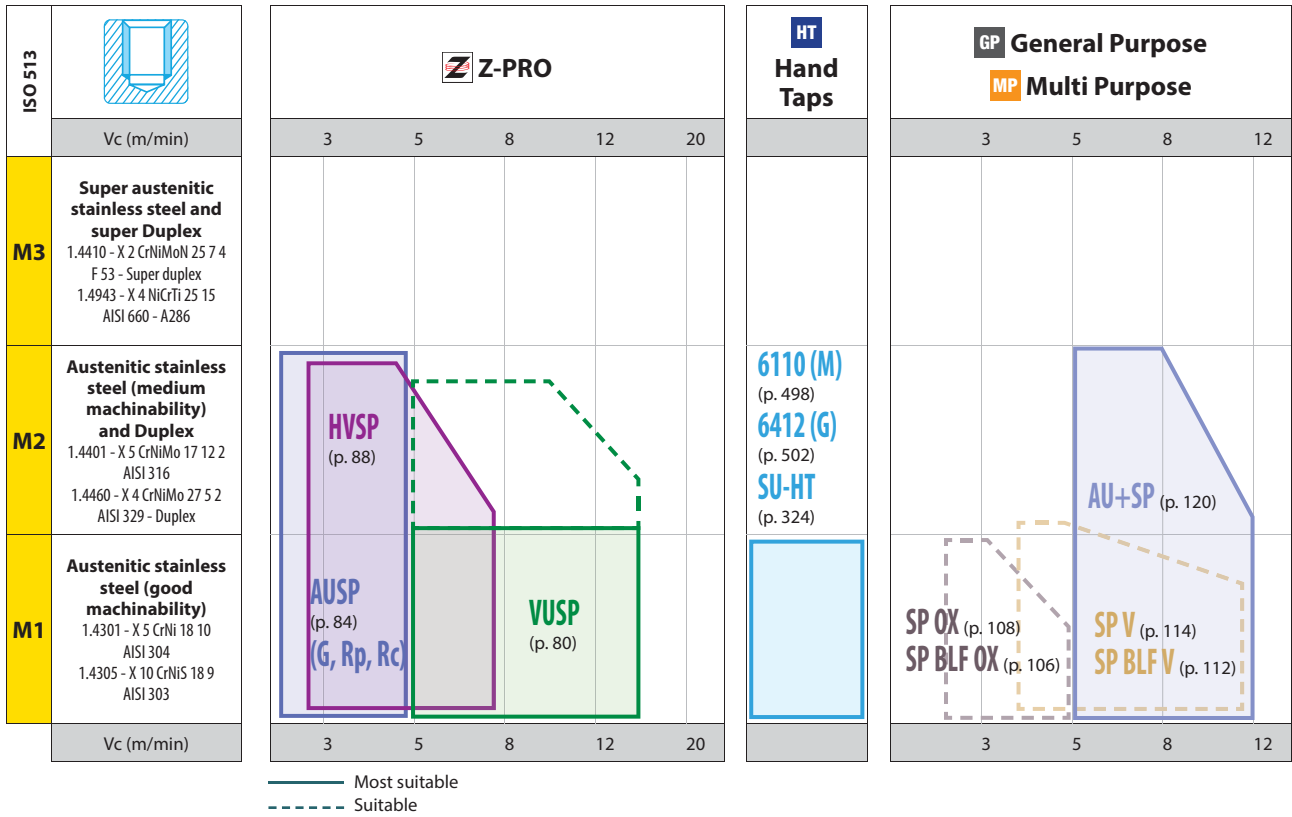 ISO 513
Z-PRO
HT
Hand
Taps
GP General Purpose
MP Multi Purpose
Vc (m/min)
3 5 8 12 20
3 5 8 12
M3
Super austenitic
stainless steel and
super Duplex
1.4410 - X 2 CrNiMoN 25 7 4
F 53 - Super duplex
1.4943 - X 4 NiCrTi 25 15
AISI 660 - A286
M2
Austenitic stainless
steel (medium
machinability)
and Duplex
1.4401 - X 5 CrNiMo 17 12 2
AISI 316
1.4460 - X 4 CrNiMo 27 5 2
AISI 329 - Duplex
HVSP
(p. 88)
6110 (M)
(p. 498)
6412 (G)
(p. 502)
SU-HT
(p. 324)
AU+SP (p. 120)
M1
Austenitic stainless
steel (good
machinability)
1.4301 - X 5 CrNi 18 10
AISI 304
1.4305 - X 10 CrNiS 18 9
AISI 303
AUSP
(p. 84)
(G, Rp, Rc)
VUSP
(p. 80)
SP OX (p. 108)
SP BLF OX (p. 106)
SP V (p. 114)
SP BLF V (p. 112)
Vc (m/min)
3 5 8 12 20
3 5 8 12
Most suitable
Suitable